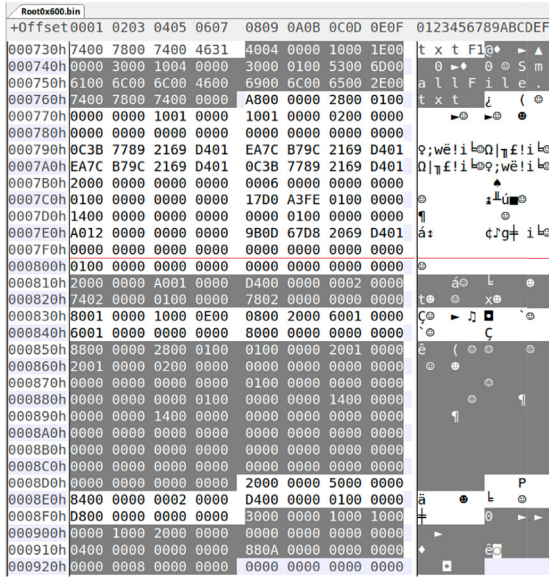 Root0x600.bin
+Offset 0001 0203 0405 0607 0809 0A0B 0C0D 0E0F 0123456789ABCDEF
000730h 7400 7800 7400 4631 4004 0000 1000 1E00 t x t F1@♦ ► ▲
000740h 0000 3000 1004 0000 3000 0100 5300 6D00 0 ►♦ 0 ☺ S m
000750h 6100 6C00 6C00 4600 6900 6C00 6500 2E00 a l l F i l e .
000760h 7400 7800 7400 0000 A800 0000 2800 0100 t x t ¿ ( ☺
000770h 0000 0000 1001 0000 1001 0000 0200 0000 ►☺ ►☺ ☻
000780h 0000 0000 0000 0000 0000 0000 0000 0000
000790h 0C3B 7789 2169 D401 EA7C B79C 2169 D401 ♀;wë!i╘☺Ω|╖£!i╘☺
0007A0h EA7C B79C 2169 D401 0C3B 7789 2169 D401 Ω|╖£!i╘☺♀;wë!i╘☺
0007B0h 2000 0000 0000 0000 0006 0000 0000 0000 ♠
0007C0h 0100 0000 0000 0000 17D0 A3FE 0100 0000 ☺ ↨╨ú■☺
0007D0h 1400 0000 0000 0000 0000 0100 0000 0000 ¶ ☺
0007E0h A012 0000 0000 0000 9B0D 67D8 2069 D401 á↕ ¢♪g╪ i╘☺
0007F0h 0000 0000 0000 0000 0000 0000 0000 0000
000800h 0100 0000 0000 0000 0000 0000 0000 0000 ☺
000810h 2000 0000 A001 0000 D400 0000 0002 0000 á☺ ╘ ☻
000820h 7402 0000 0100 0000 7802 0000 0000 0000 t☻ ☺ x☻
000830h 8001 0000 1000 0E00 0800 2000 6001 0000 Ç☺ ► ♫ ◘ `☺
000840h 6001 0000 0000 0000 8000 0000 0000 0000 `☺ Ç
000850h 8800 0000 2800 0100 0100 0000 2001 0000 ê ( ☺ ☺ ☺
000860h 2001 0000 0200 0000 0000 0000 0000 0000 ☺ ☻
000870h 0000 0000 0000 0000 0100 0000 0000 0000 ☺
000880h 0000 0000 0000 0100 0000 0000 1400 0000 ☺ ¶
000890h 0000 0000 1400 0000 0000 0000 0000 0000 ¶
0008A0h 0000 0000 0000 0000 0000 0000 0000 0000
0008B0h 0000 0000 0000 0000 0000 0000 0000 0000
0008C0h 0000 0000 0000 0000 0000 0000 0000 0000
0008D0h 0000 0000 0000 0000 2000 0000 5000 0000 P
0008E0h 8400 0000 0002 0000 D400 0000 0100 0000 ä ☻ ╘ ☺
0008F0h D800 0000 0000 0000 3000 0000 1000 1000 ╪ 0 ► ►
000900h 0000 1000 2000 0000 0000 0000 0000 0000 ►
000910h 0400 0000 0000 0000 880A 0000 0000 0000 ♦ ê◙
000920h 0000 0008 0000 0000 0000 0000 0000 0000 ◘